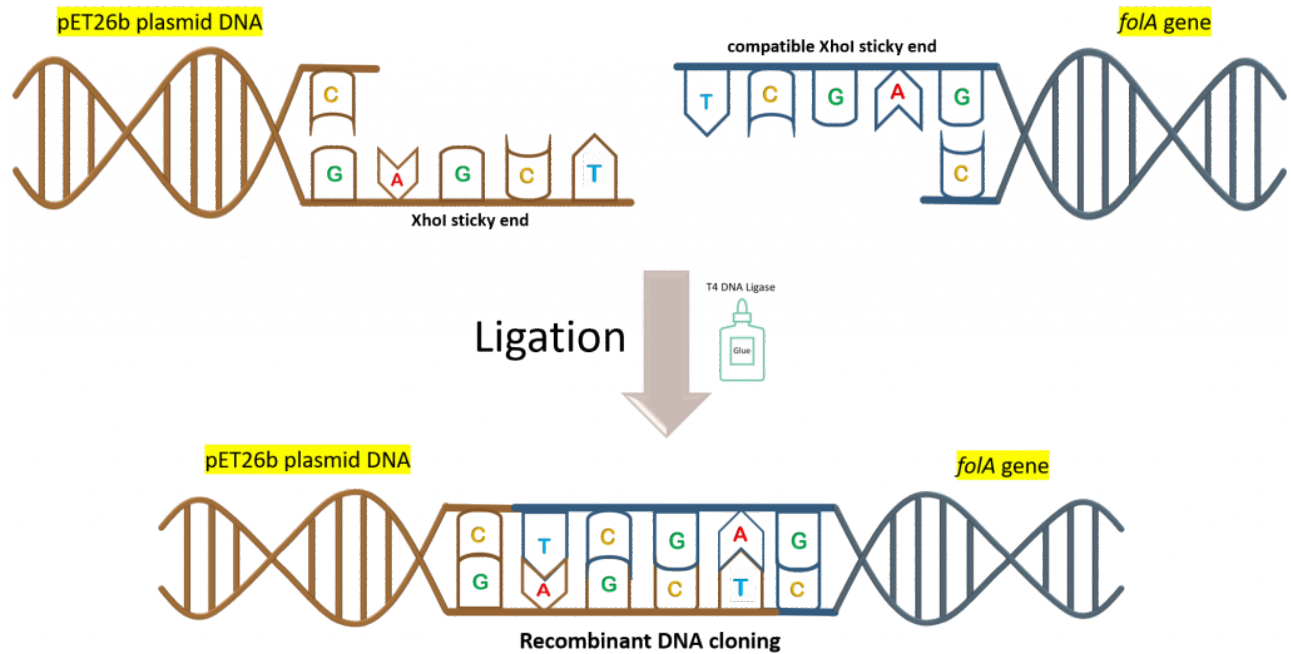 pET26b plasmid DNA
folA gene
compatible XhoI sticky end
C
T C G A G
G A G C T
C
XhoI sticky end
T4 DNA Ligase
Ligation
Glue
pET26b plasmid DNA
folA gene
C T C G A G
G A G C T C
Recombinant DNA cloning